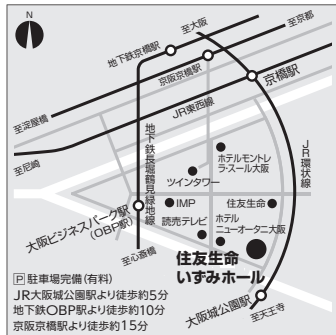 N
至大阪
至京都
地下鉄京橋駅
京阪京橋駅
京橋駅
至淀屋橋
JR東西線
至尼崎
地下鉄長堀鶴見緑地線
JR環状線
ホテルモントレ
ラ・スール大阪
ツインタワー
IMP
住友生命
読売テレビ
ホテル
ニューオータニ大阪
大阪ビジネスパーク駅
(OBP駅)
至心斎橋
住友生命
いずみホール
大阪城公園駅
至天王寺
P 駐車場完備(有料)
JR大阪城公園駅より徒歩約5分
地下鉄OBP駅より徒歩約10分
京阪京橋駅より徒歩約15分